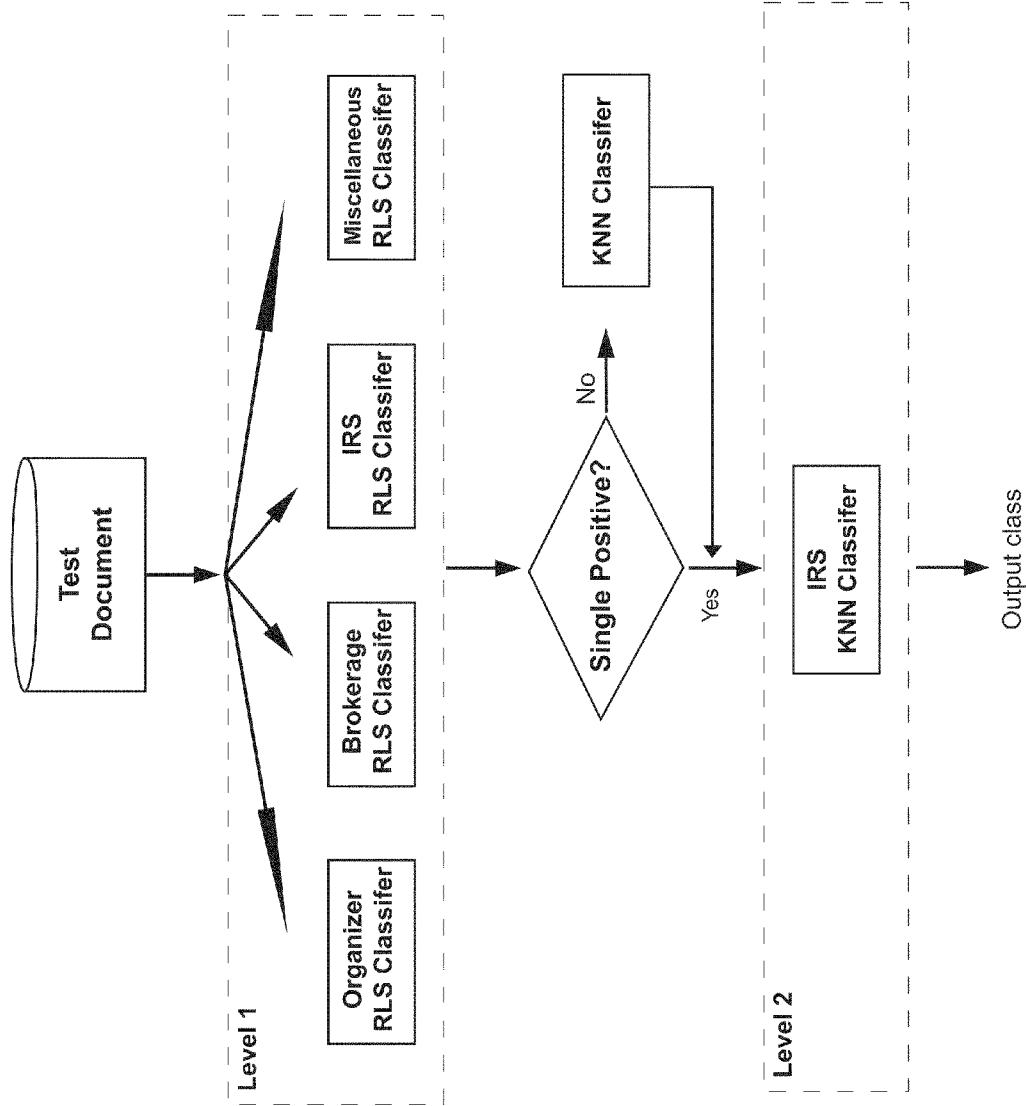 Test
Document
Level 1
Organizer
RLS Classifer
Brokerage
RLS Classifer
IRS
RLS Classifer
Miscellaneous
RLS Classifer
Single Positive?
No
KNN Classifer
Yes
Level 2
IRS
KNN Classifer
Output class